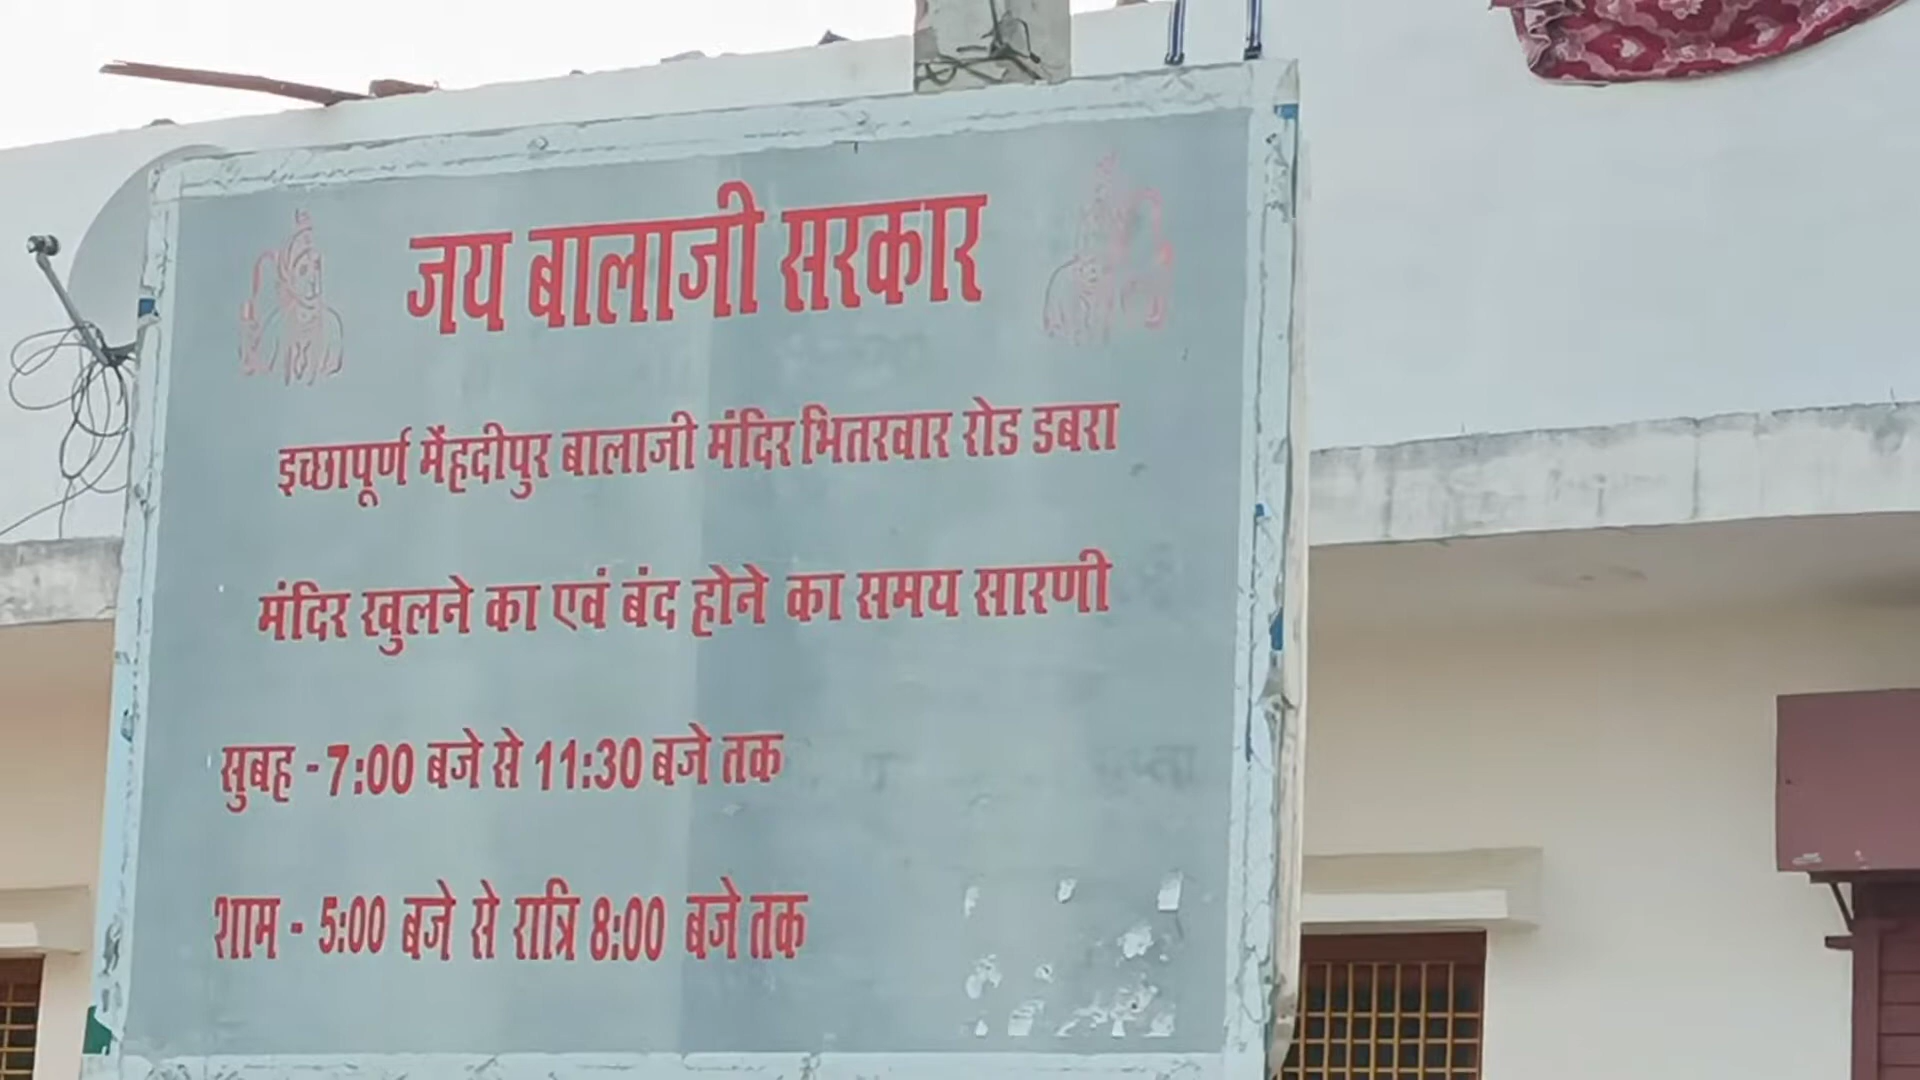 जय बालाजी सरकार
इच्छापूर्ण मेंहदीपुर बालाजी मंदिर भितरवार रोड डबरा
मंदिर खुलने का एवं बंद होने का समय सारणी
सुबह - 7:00 बजे से 11:30 बजे तक
शाम - 5:00 बजे से रात्रि 8:00 बजे तक